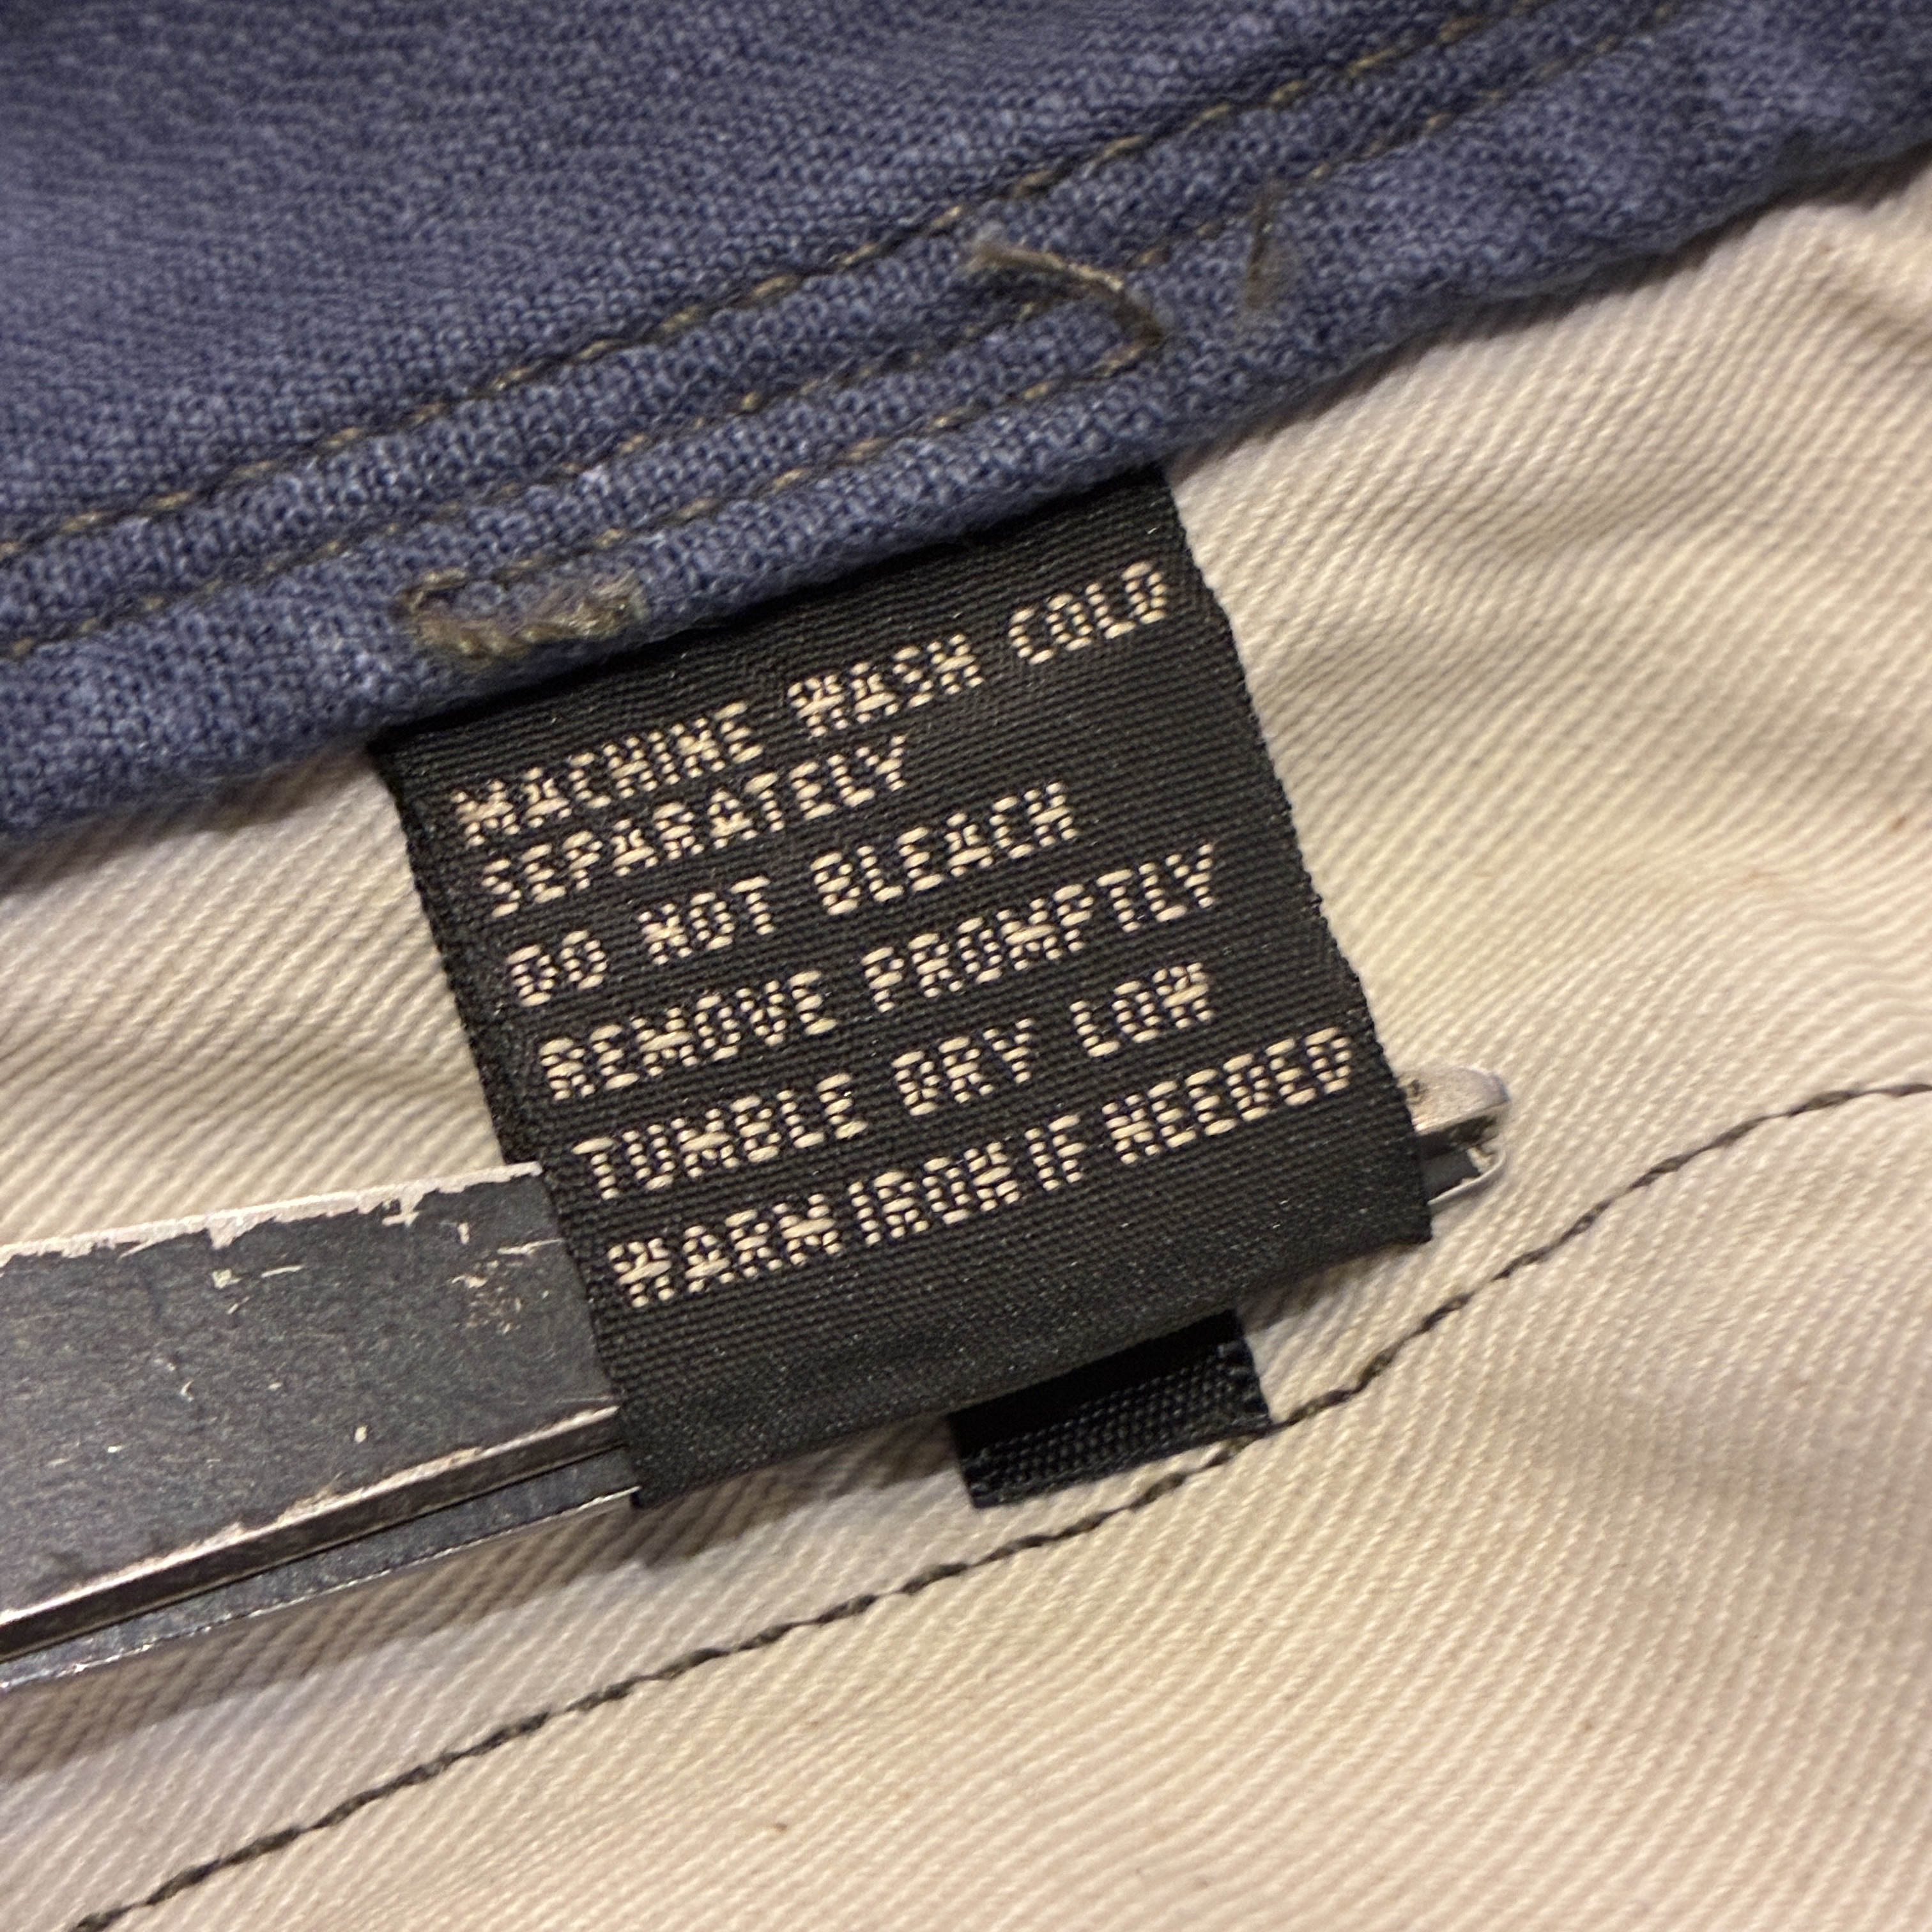 MACHINE WASH COLD
SEPARATELY
DO NOT BLEACH
REMOVE PROMPTLY
TUMBLE DRY LOW
WARM IRON IF NEEDED